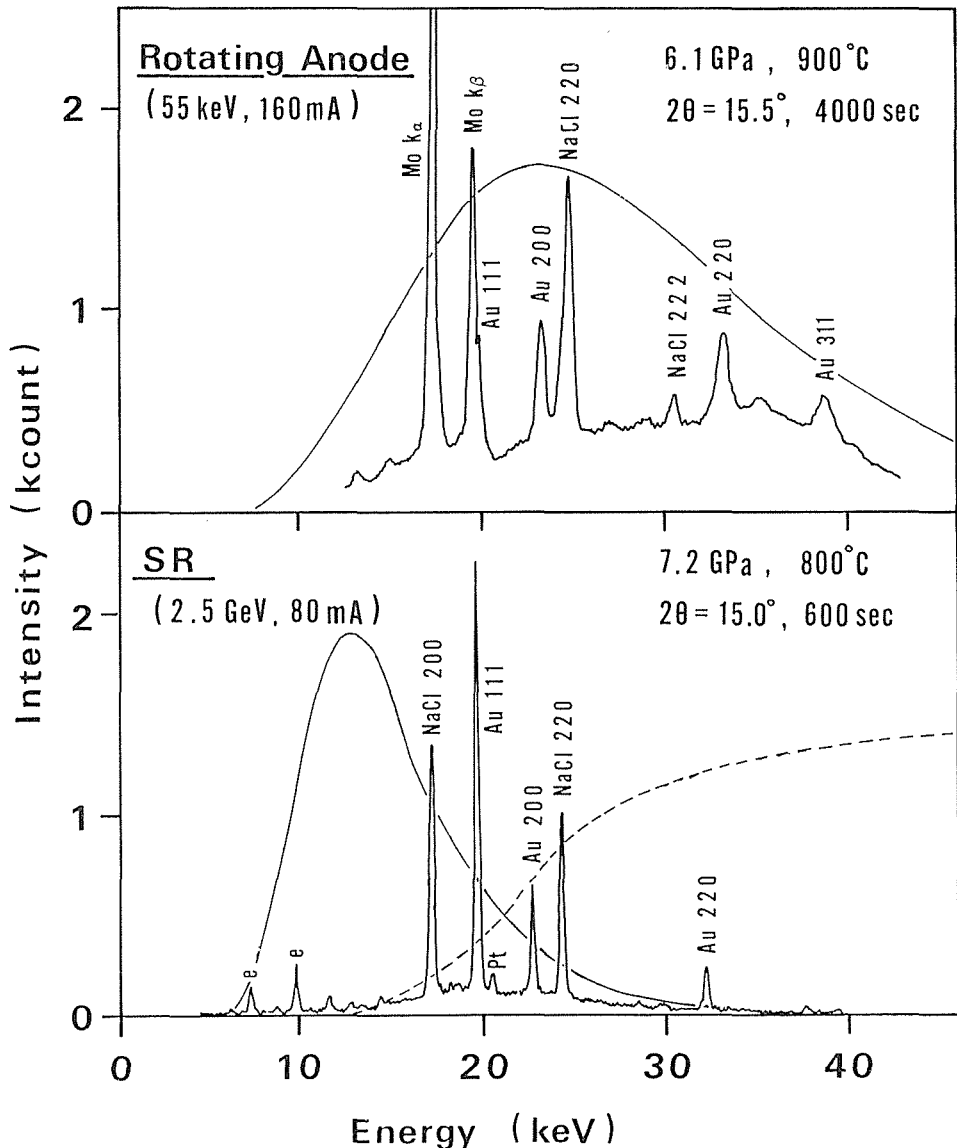 Rotating Anode
(55 keV, 160mA)
6.1 GPa , 900°C
2θ = 15.5°, 4000 sec
Mo kα
Mo kβ
Au 111
Au 200
NaCl 220
NaCl 222
Au 220
Au 311
2
1
0
SR
(2.5 GeV, 80 mA)
7.2 GPa , 800°C
2θ = 15.0°, 600 sec
e
e
NaCl 200
Au 111
Pt
Au 200
NaCl 220
Au 220
2
1
0
0 10 20 30 40
Energy (keV)
Intensity (kcount)